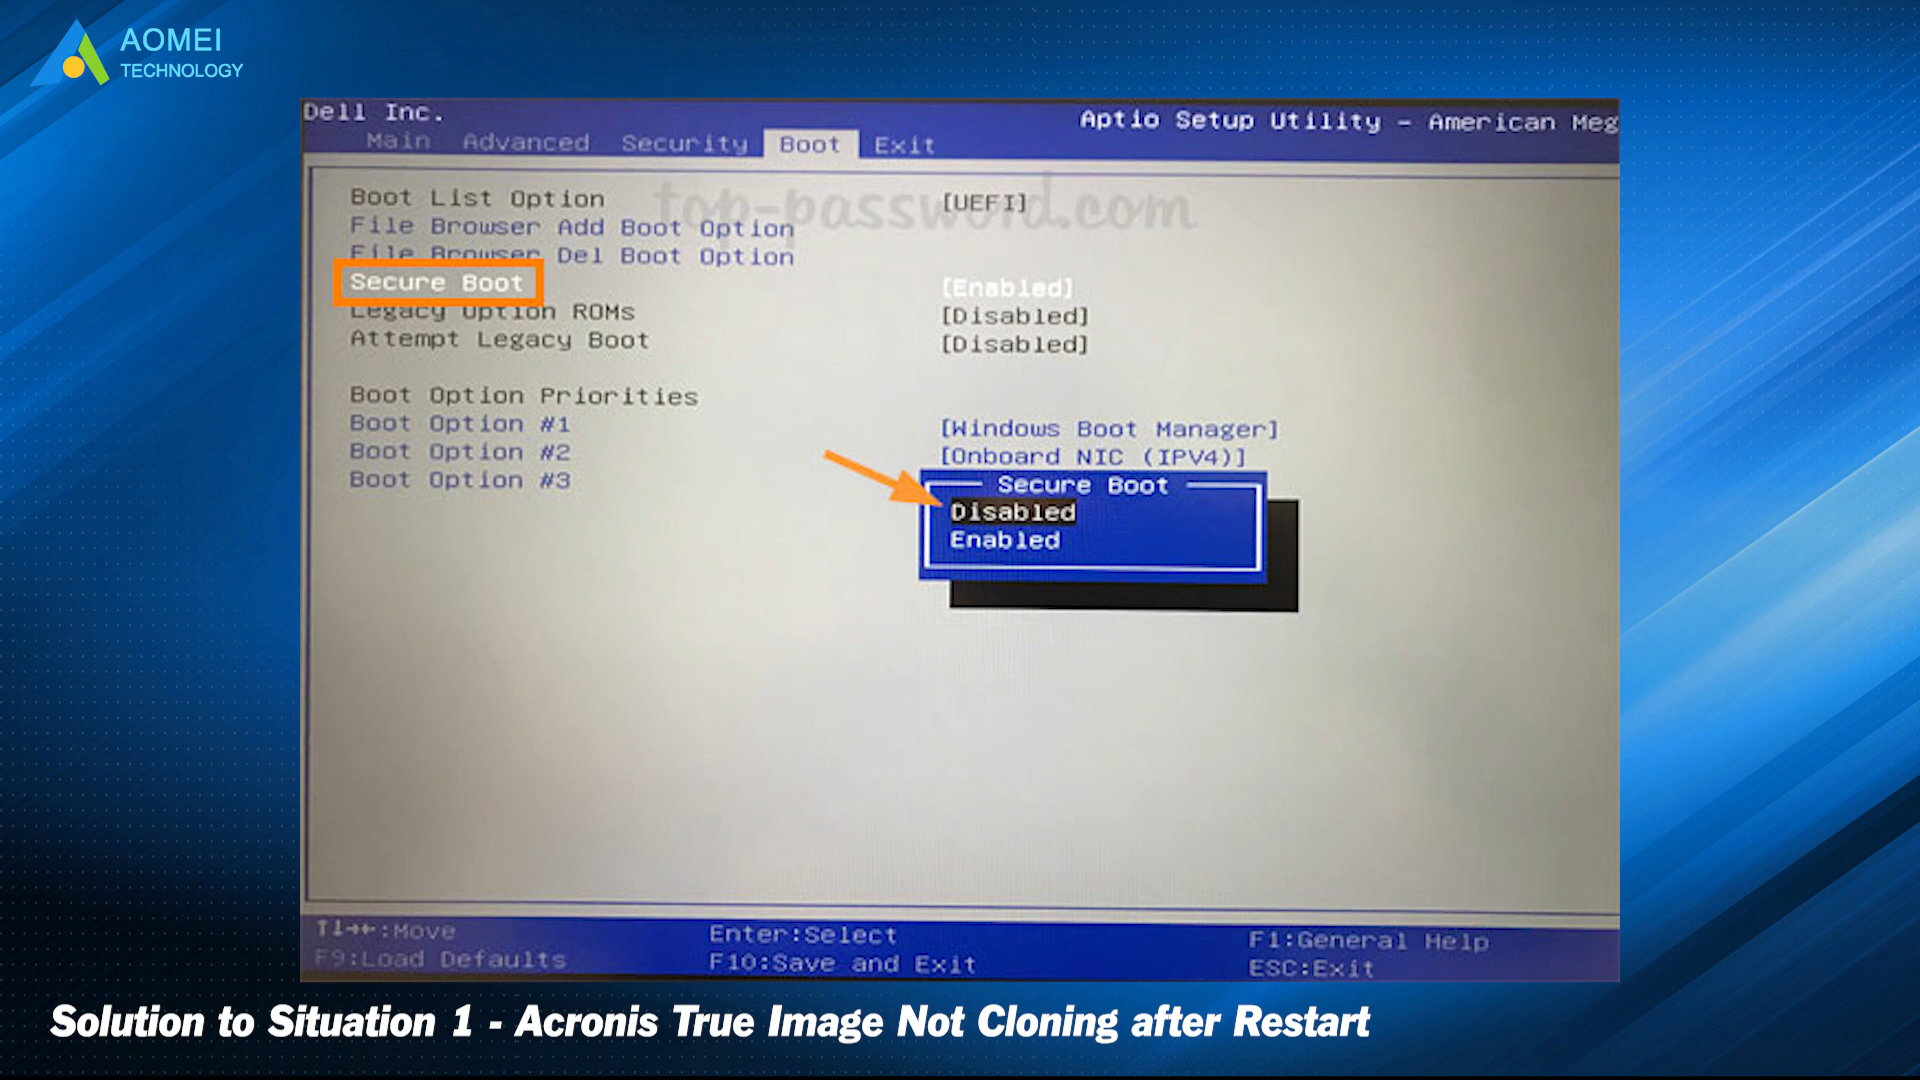 AOMEI
TECHNOLOGY
Dell Inc.
Aptio Setup Utility - American Meg
Main Advanced Security Boot Exit
top-password.com
Boot List Option [UEFI]
File Browser Add Boot Option
File Browser Del Boot Option
Secure Boot [Enabled]
Legacy Option ROMs [Disabled]
Attempt Legacy Boot [Disabled]
Boot Option Priorities
Boot Option #1 [Windows Boot Manager]
Boot Option #2 [Onboard NIC (IPV4)]
Boot Option #3
Secure Boot
Disabled
Enabled
↑↓→←:Move Enter:Select F1:General Help
F9:Load Defaults F10:Save and Exit ESC:Exit
Solution to Situation 1 - Acronis True Image Not Cloning after Restart